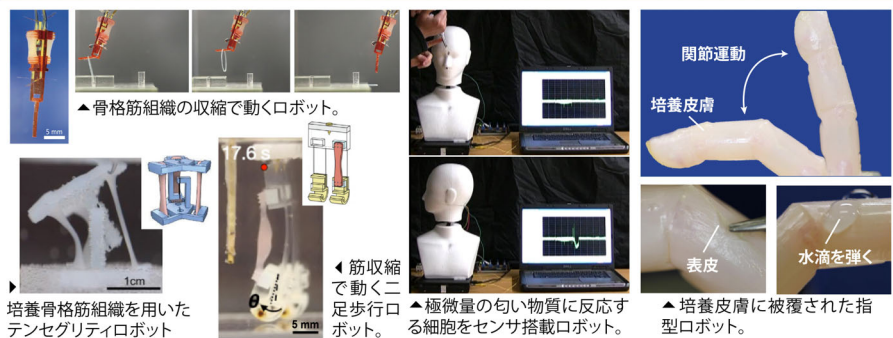 5 mm
▲骨格筋組織の収縮で動くロボット。
1cm
▶
培養骨格筋組織を用いた
テンセグリティロボット
17.6 s
θ
5 mm
◀筋収縮
で動く二
足歩行ロ
ボット。
▲極微量の匂い物質に反応す
る細胞をセンサ搭載ロボット。
関節運動
培養皮膚
表皮
水滴を弾く
▲培養皮膚に被覆された指
型ロボット。